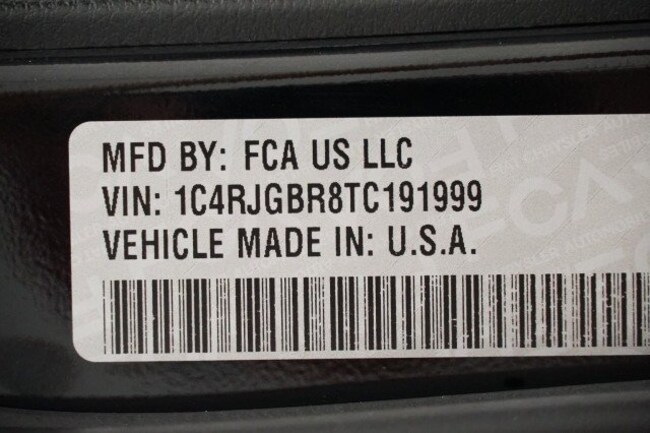 MFD BY: FCA US LLC
VIN: 1C4RJGBR8TC191999
VEHICLE MADE IN: U.S.A.